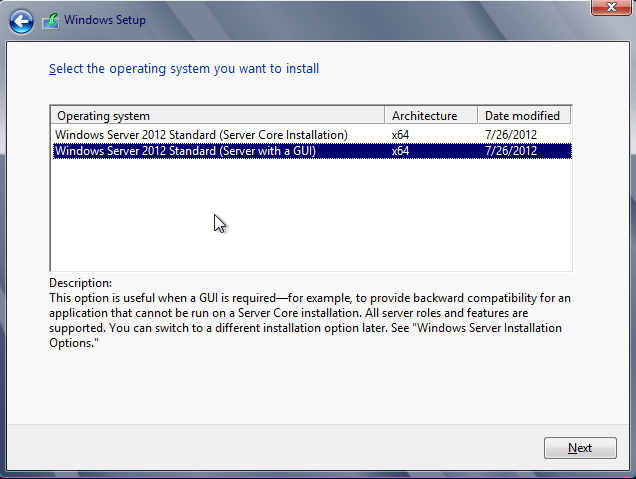 Windows Setup
Select the operating system you want to install
Operating system Architecture Date modified
Windows Server 2012 Standard (Server Core Installation) x64 7/26/2012
Windows Server 2012 Standard (Server with a GUI) x64 7/26/2012
Description:
This option is useful when a GUI is required—for example, to provide backward compatibility for an
application that cannot be run on a Server Core installation. All server roles and features are
supported. You can switch to a different installation option later. See "Windows Server Installation
Options."
Next